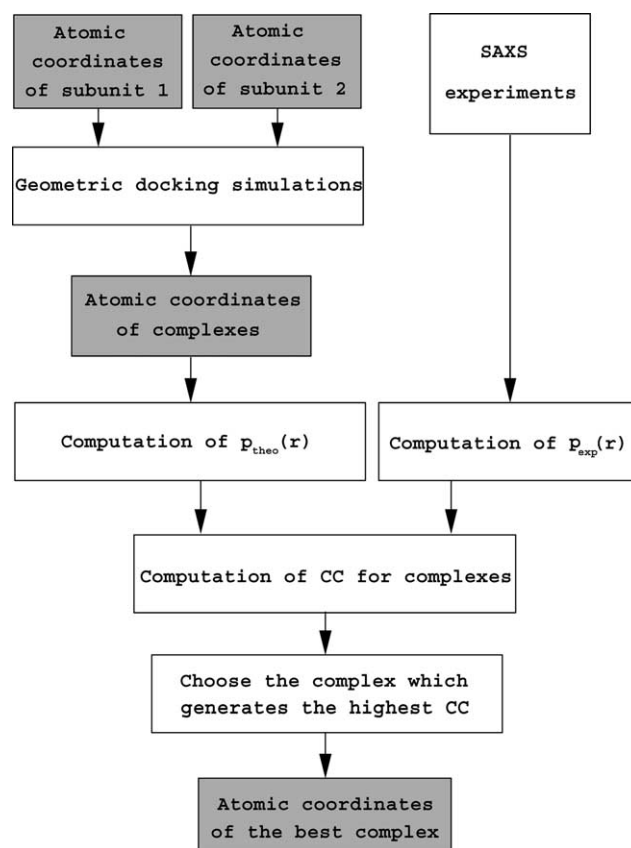 Atomic
coordinates
of subunit 1
Atomic
coordinates
of subunit 2
SAXS
experiments
Geometric docking simulations
Atomic coordinates
of complexes
Computation of p_theo(r)
Computation of p_exp(r)
Computation of CC for complexes
Choose the complex which
generates the highest CC
Atomic coordinates
of the best complex